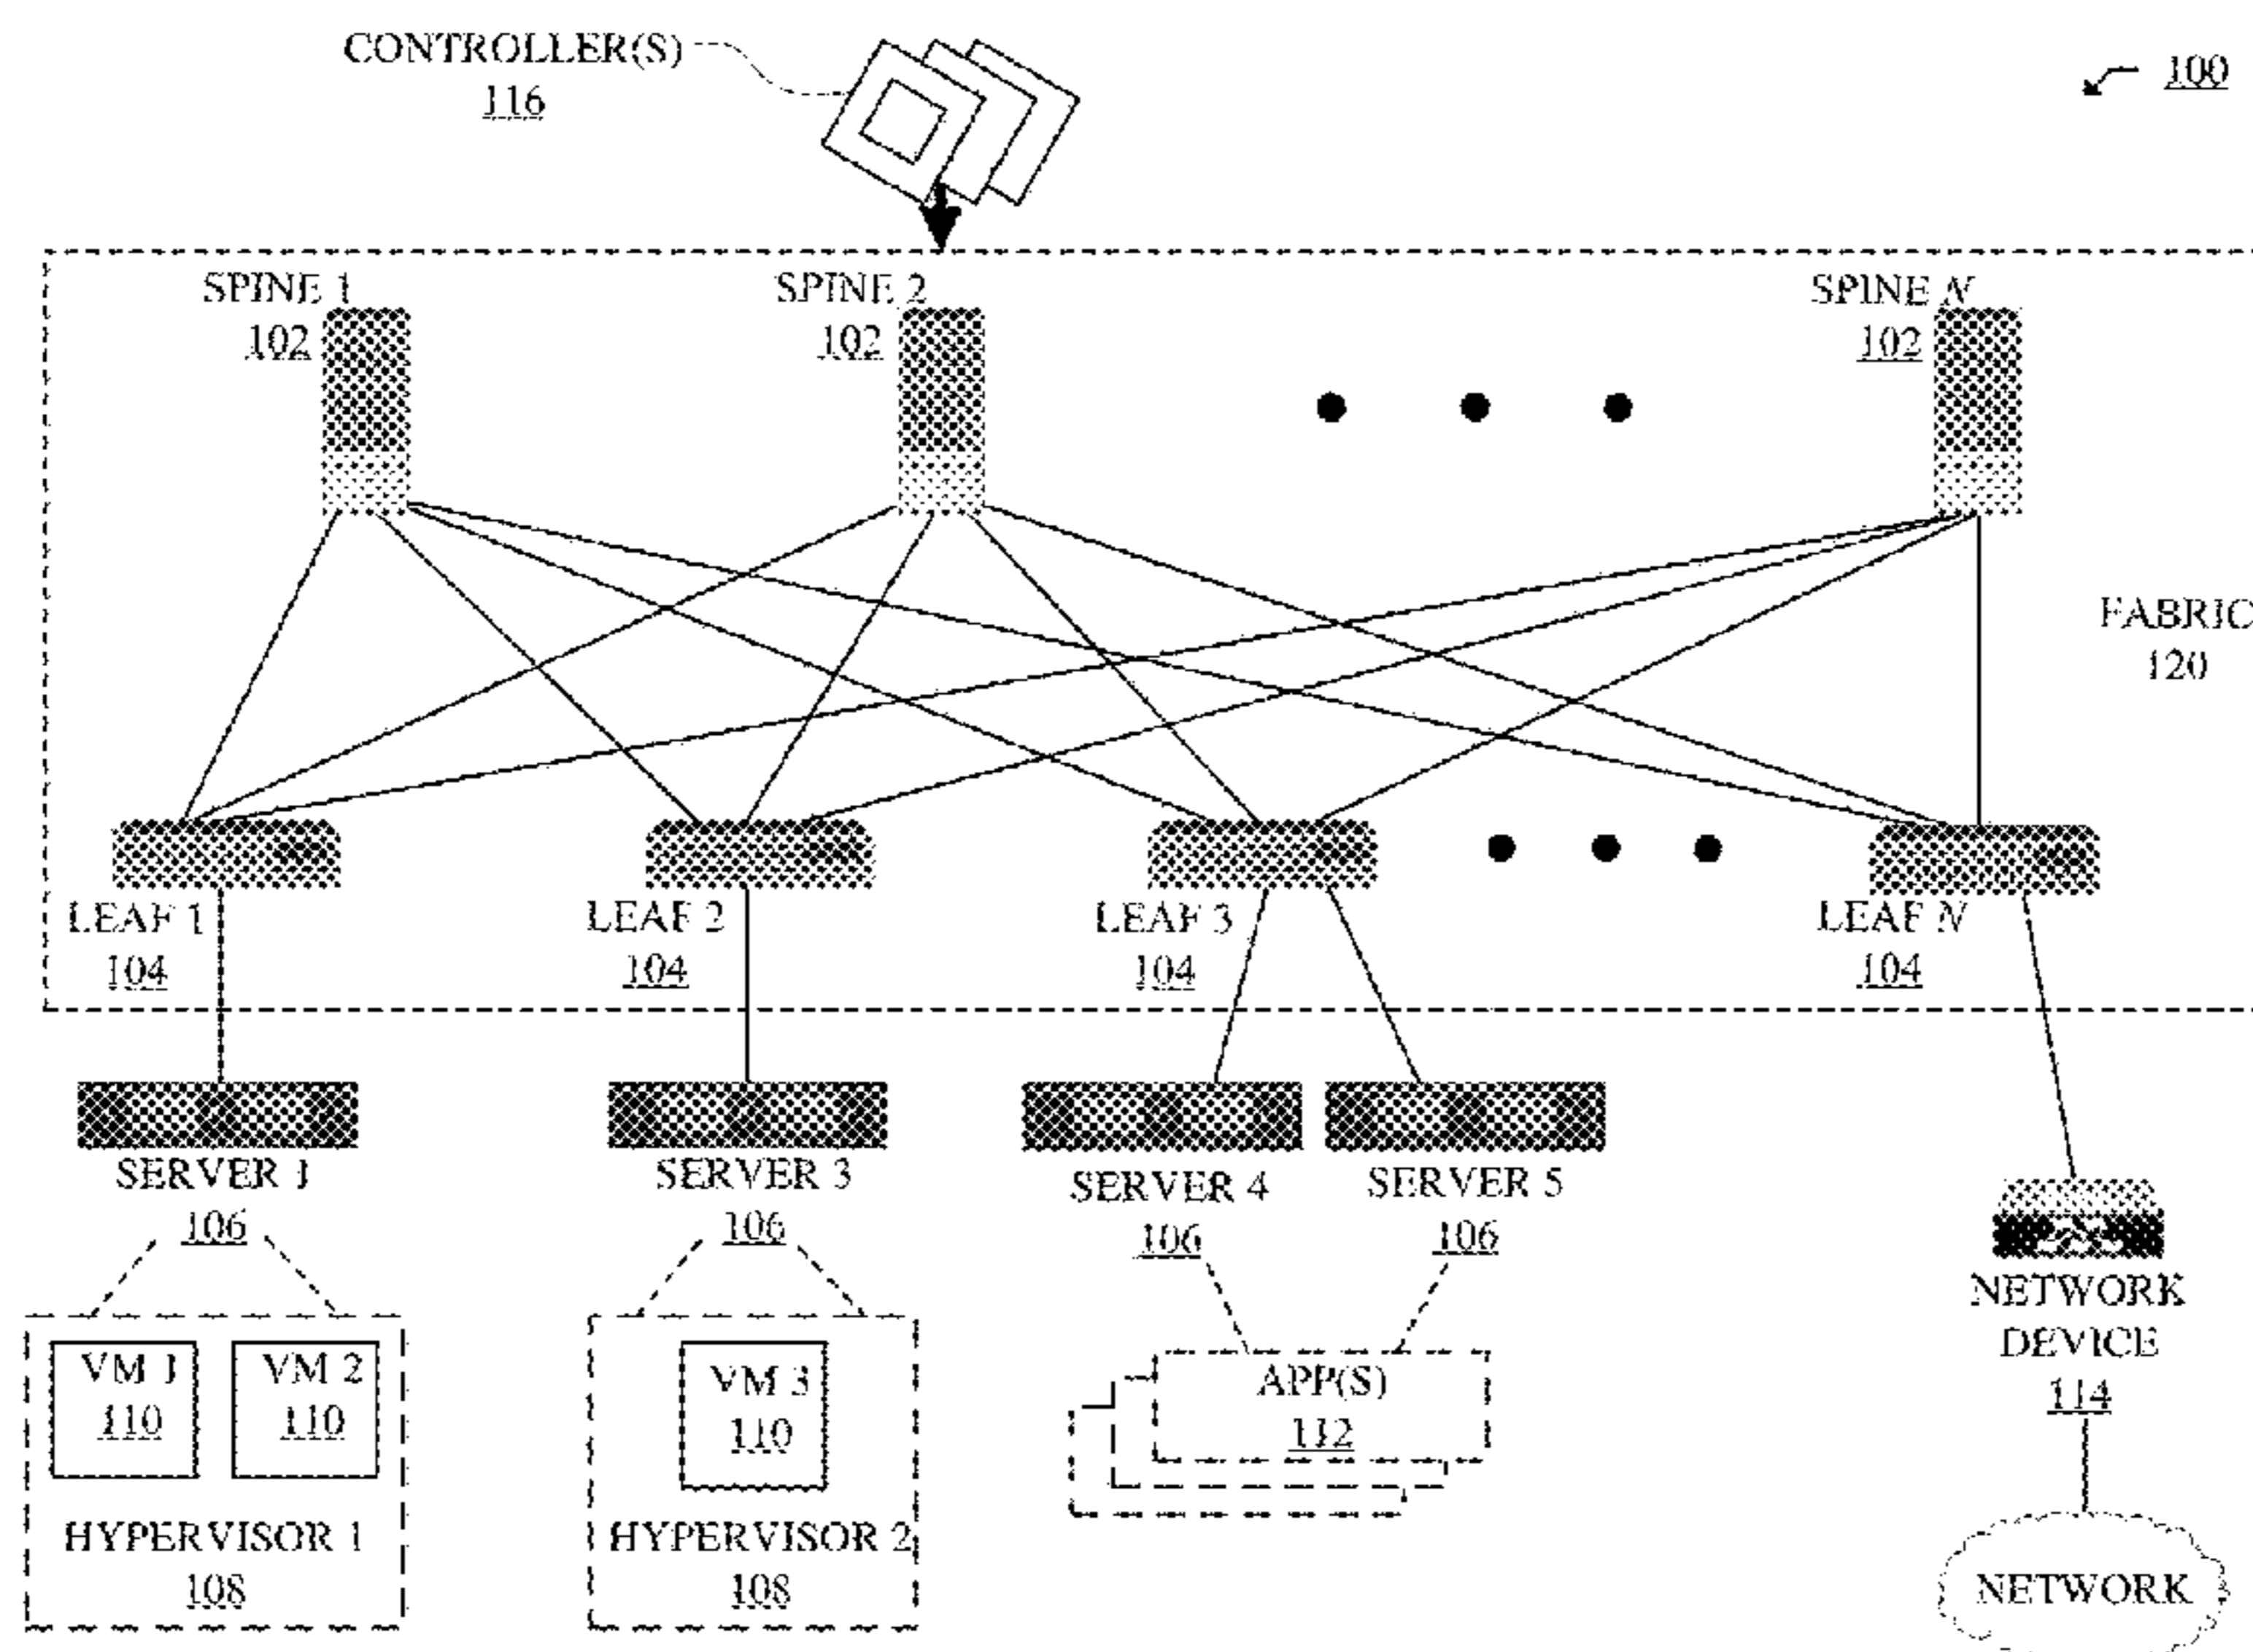 CONTROLLER(S)
116
100
SPINE 1
102
SPINE 2
102
SPINE N
102
FABRIC
120
LEAF 1
104
LEAF 2
104
LEAF 3
104
LEAF N
104
SERVER 1
106
SERVER 3
106
SERVER 4
106
SERVER 5
106
NETWORK
DEVICE
114
VM 1
110
VM 2
110
HYPERVISOR 1
108
VM 3
110
HYPERVISOR 2
108
APP(S)
112
NETWORK